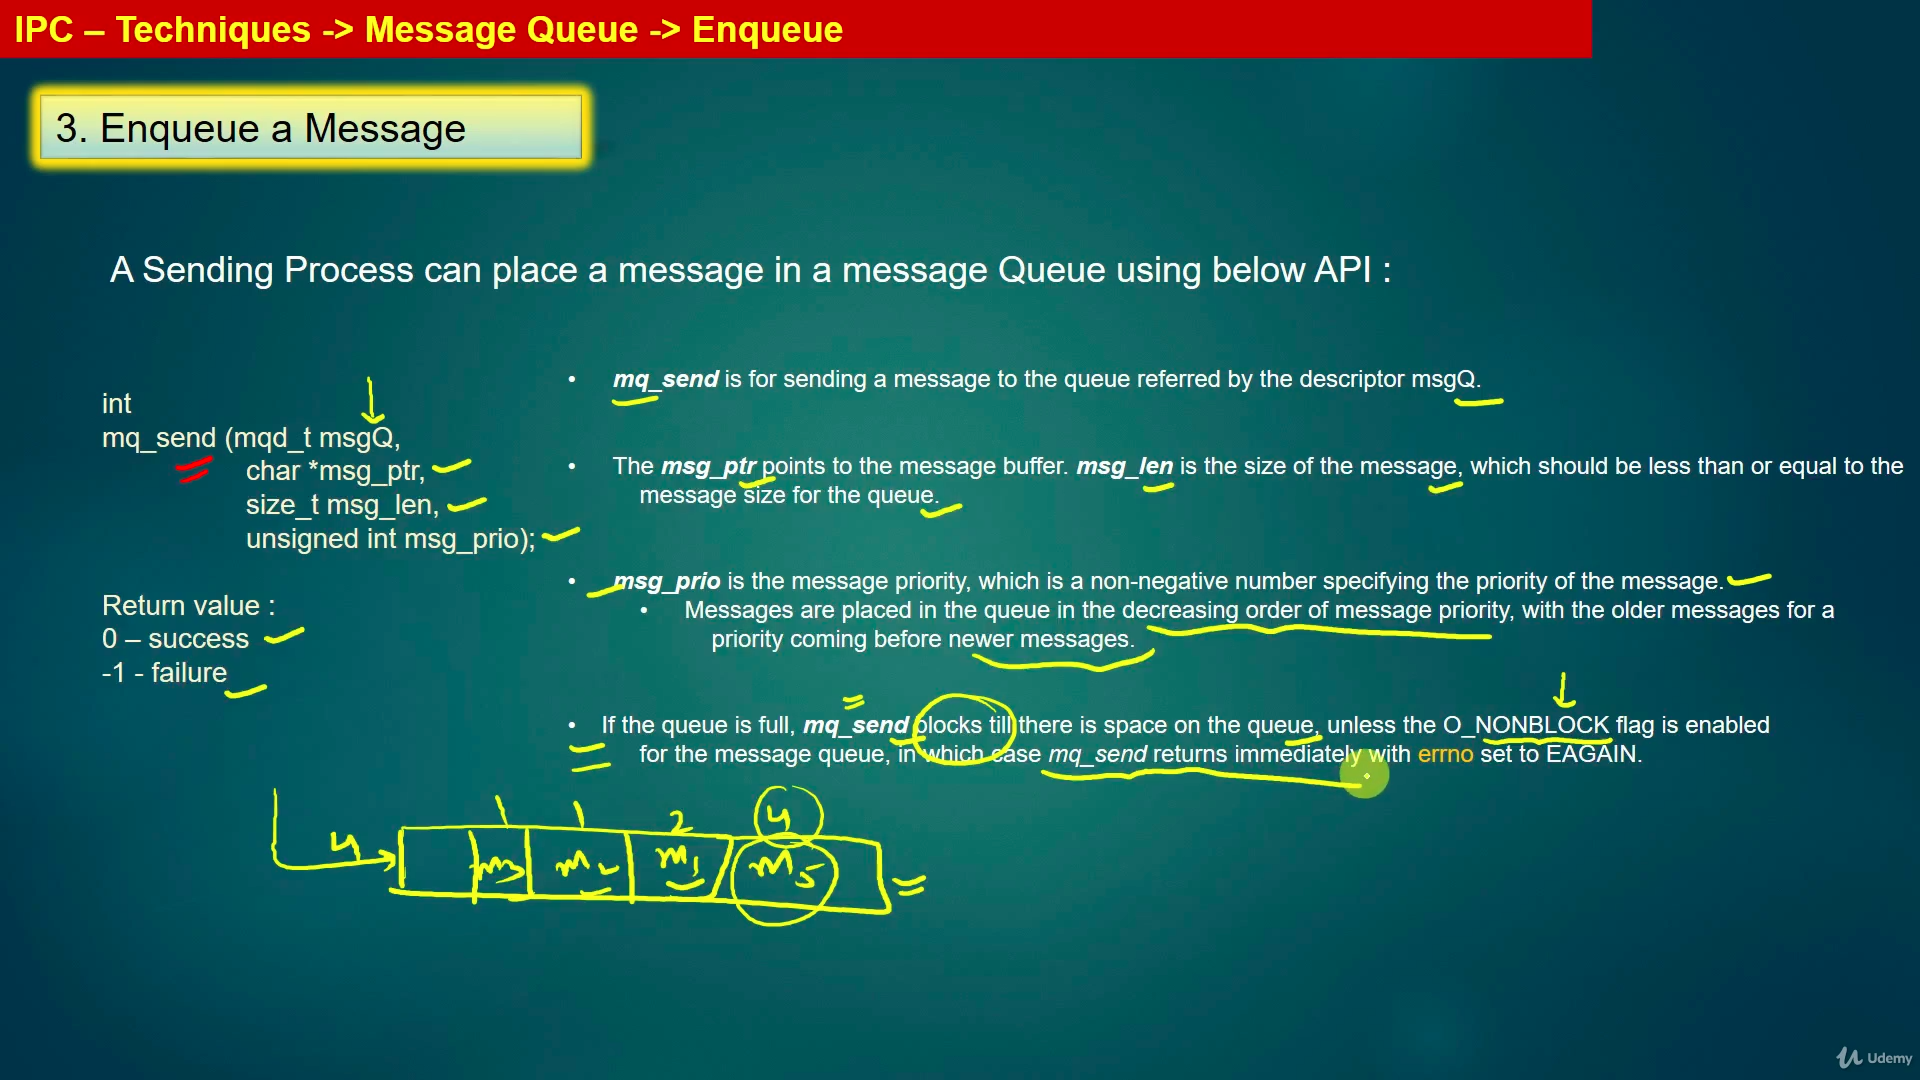 IPC – Techniques -> Message Queue -> Enqueue
3. Enqueue a Message
A Sending Process can place a message in a message Queue using below API :
int
mq_send (mqd_t msgQ,
char *msg_ptr,
size_t msg_len,
unsigned int msg_prio);
Return value :
0 – success
-1 - failure
• mq_send is for sending a message to the queue referred by the descriptor msgQ.
• The msg_ptr points to the message buffer. msg_len is the size of the message, which should be less than or equal to the
message size for the queue.
• msg_prio is the message priority, which is a non-negative number specifying the priority of the message.
• Messages are placed in the queue in the decreasing order of message priority, with the older messages for a
priority coming before newer messages.
• If the queue is full, mq_send blocks till there is space on the queue, unless the O_NONBLOCK flag is enabled
for the message queue, in which case mq_send returns immediately with errno set to EAGAIN.
1 1 2 4
4 m3 m2 m1 m5
Udemy